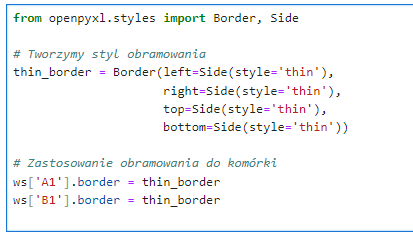 from openpyxl.styles import Border, Side

# Tworzymy styl obramowania
thin_border = Border(left=Side(style='thin'),
                     right=Side(style='thin'),
                     top=Side(style='thin'),
                     bottom=Side(style='thin'))

# Zastosowanie obramowania do komórki
ws['A1'].border = thin_border
ws['B1'].border = thin_border